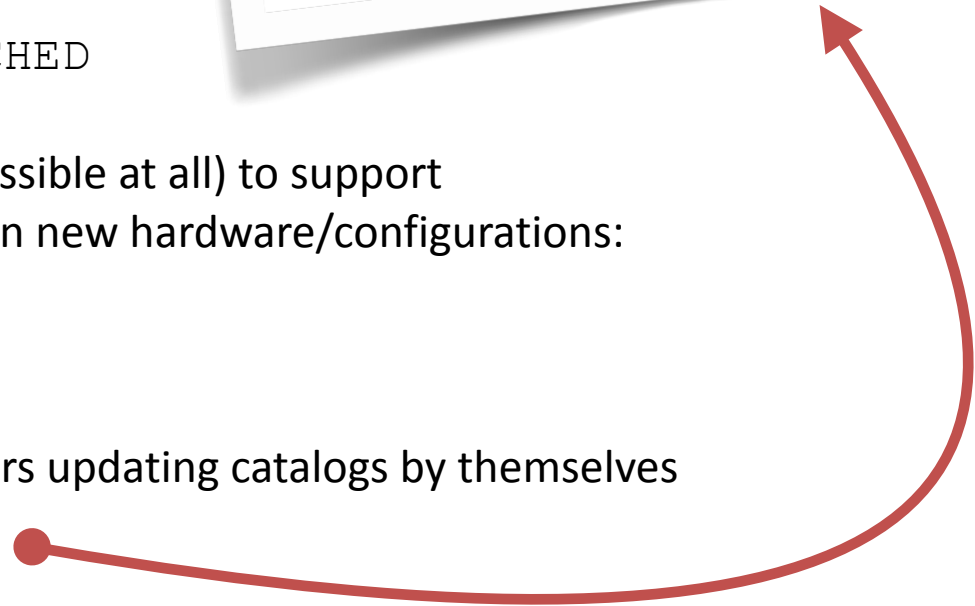 HED
ssible at all) to support
n new hardware/configurations:
rs updating catalogs by themselves